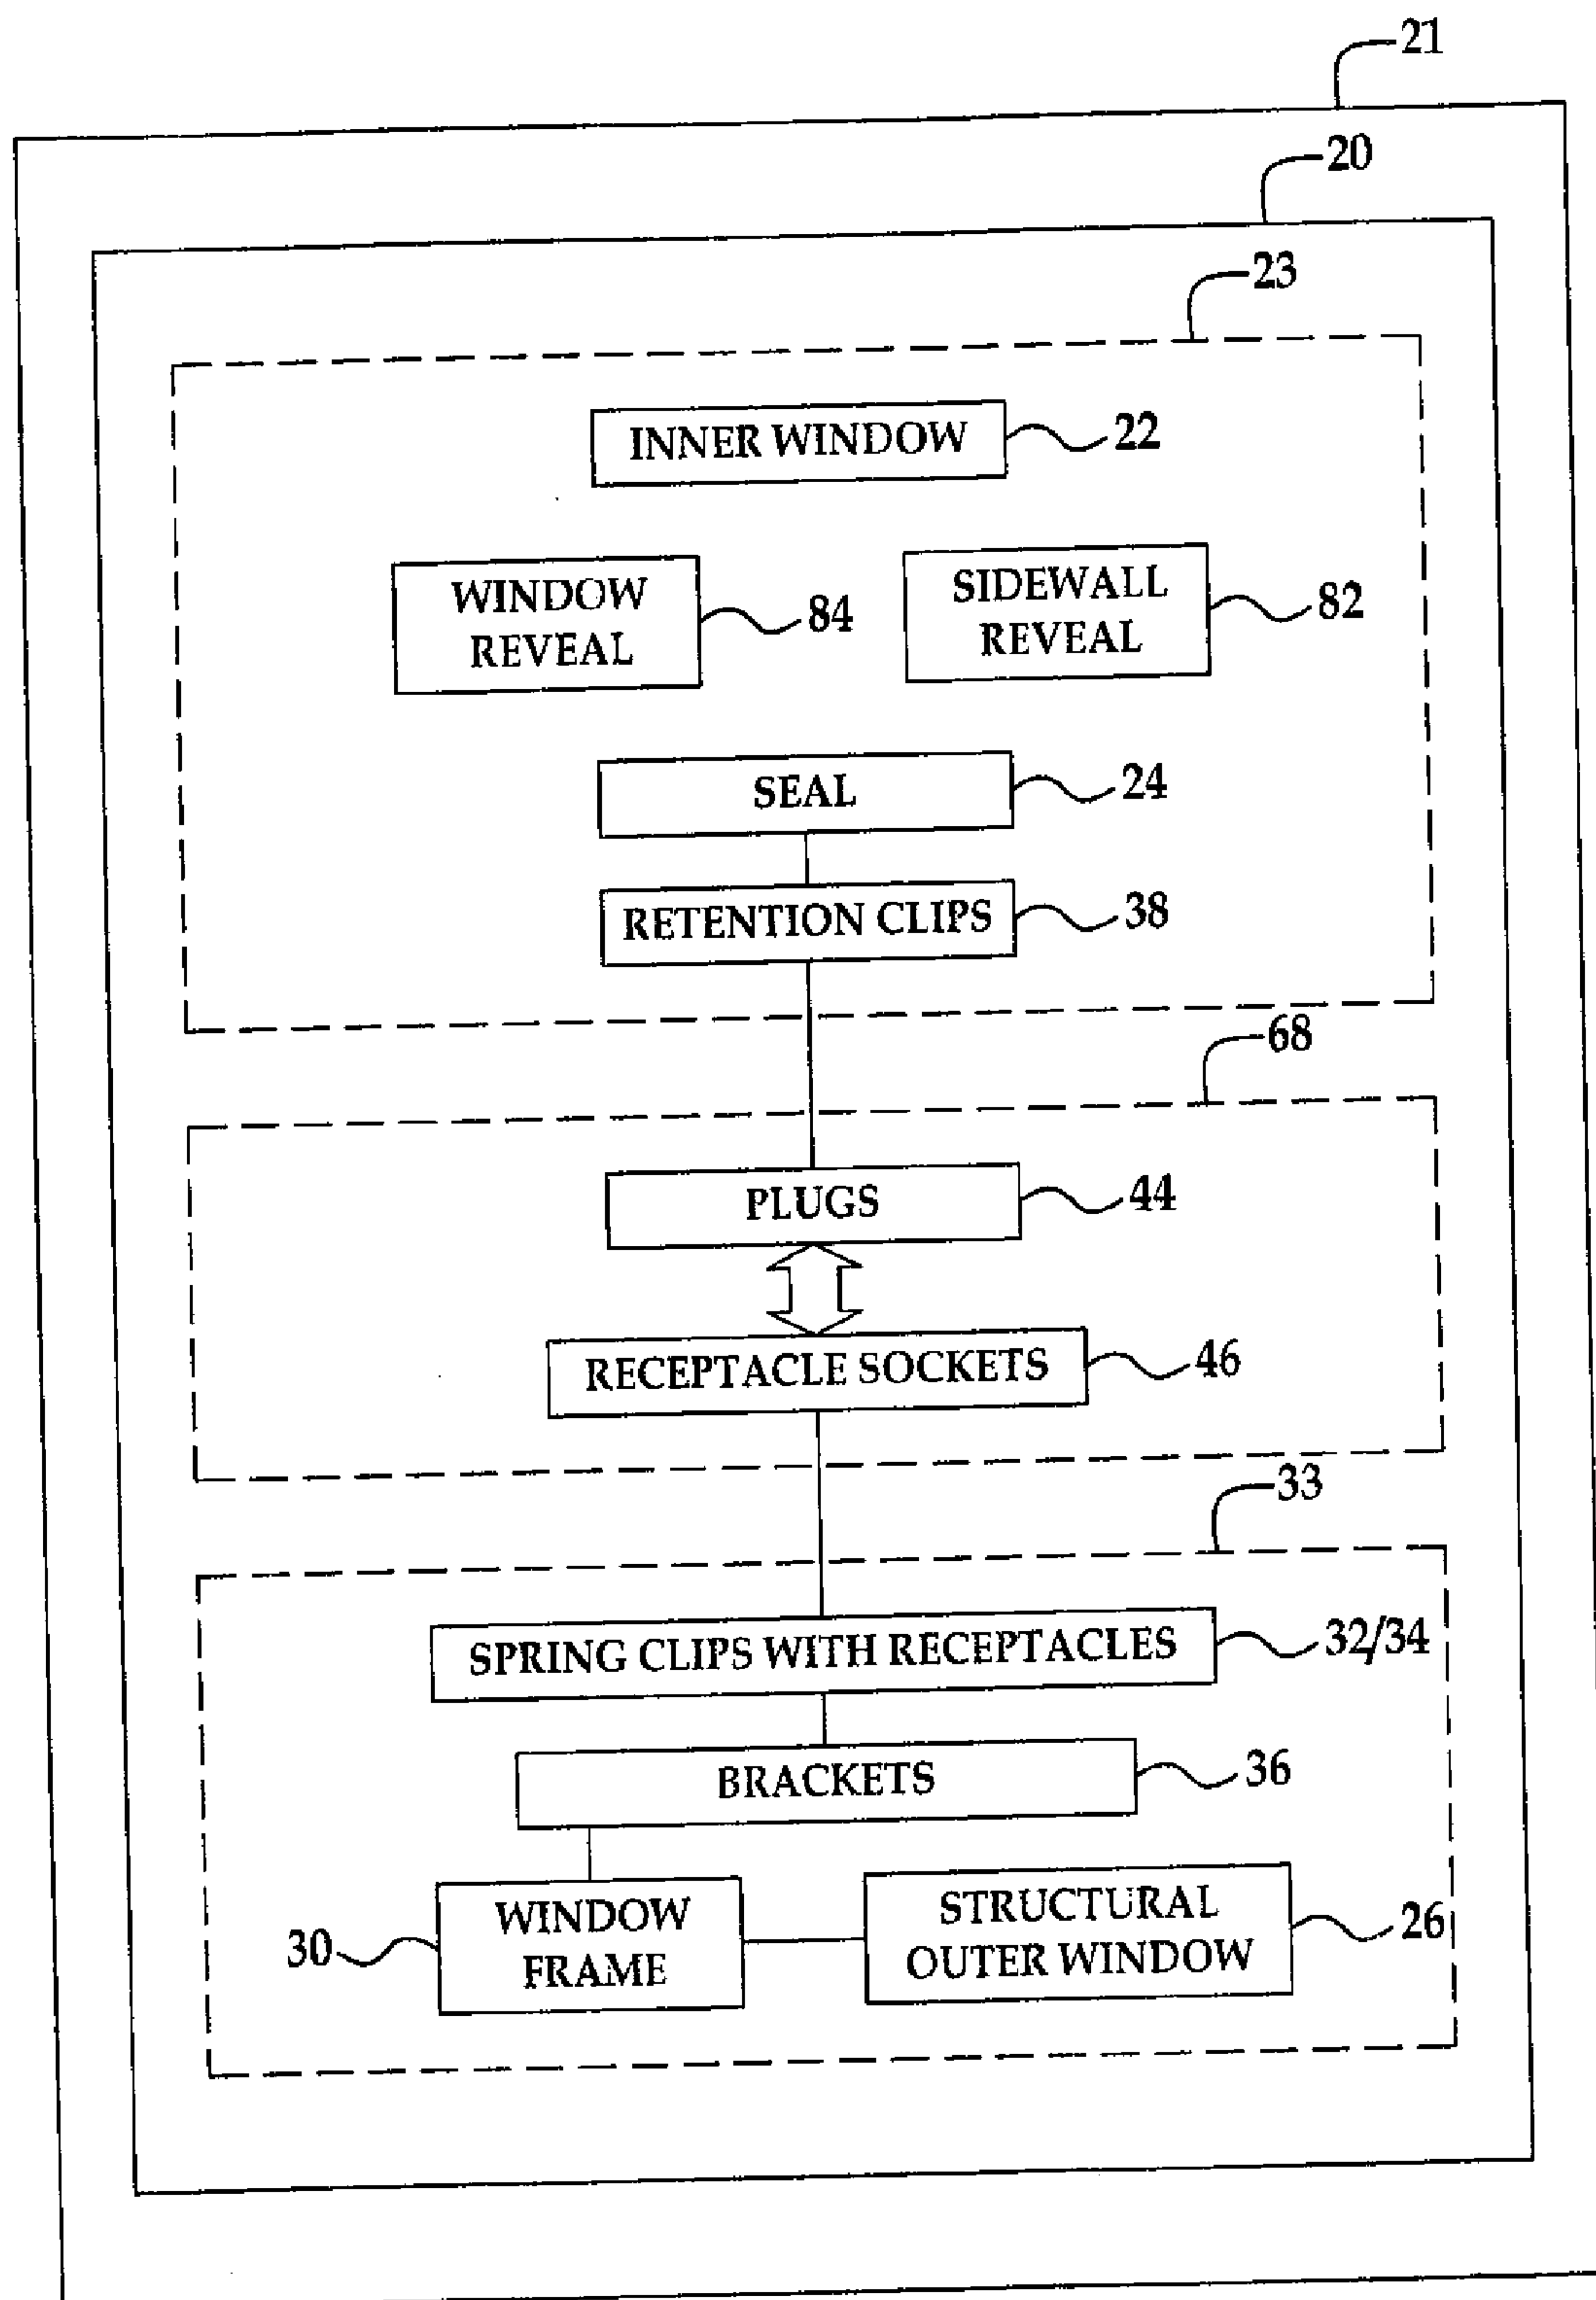 21
20
23
INNER WINDOW
22
WINDOW
REVEAL
84
SIDEWALL
REVEAL
82
SEAL
24
RETENTION CLIPS
38
68
PLUGS
44
RECEPTACLE SOCKETS
46
33
SPRING CLIPS WITH RECEPTACLES
32/34
BRACKETS
36
30
WINDOW
FRAME
STRUCTURAL
OUTER WINDOW
26